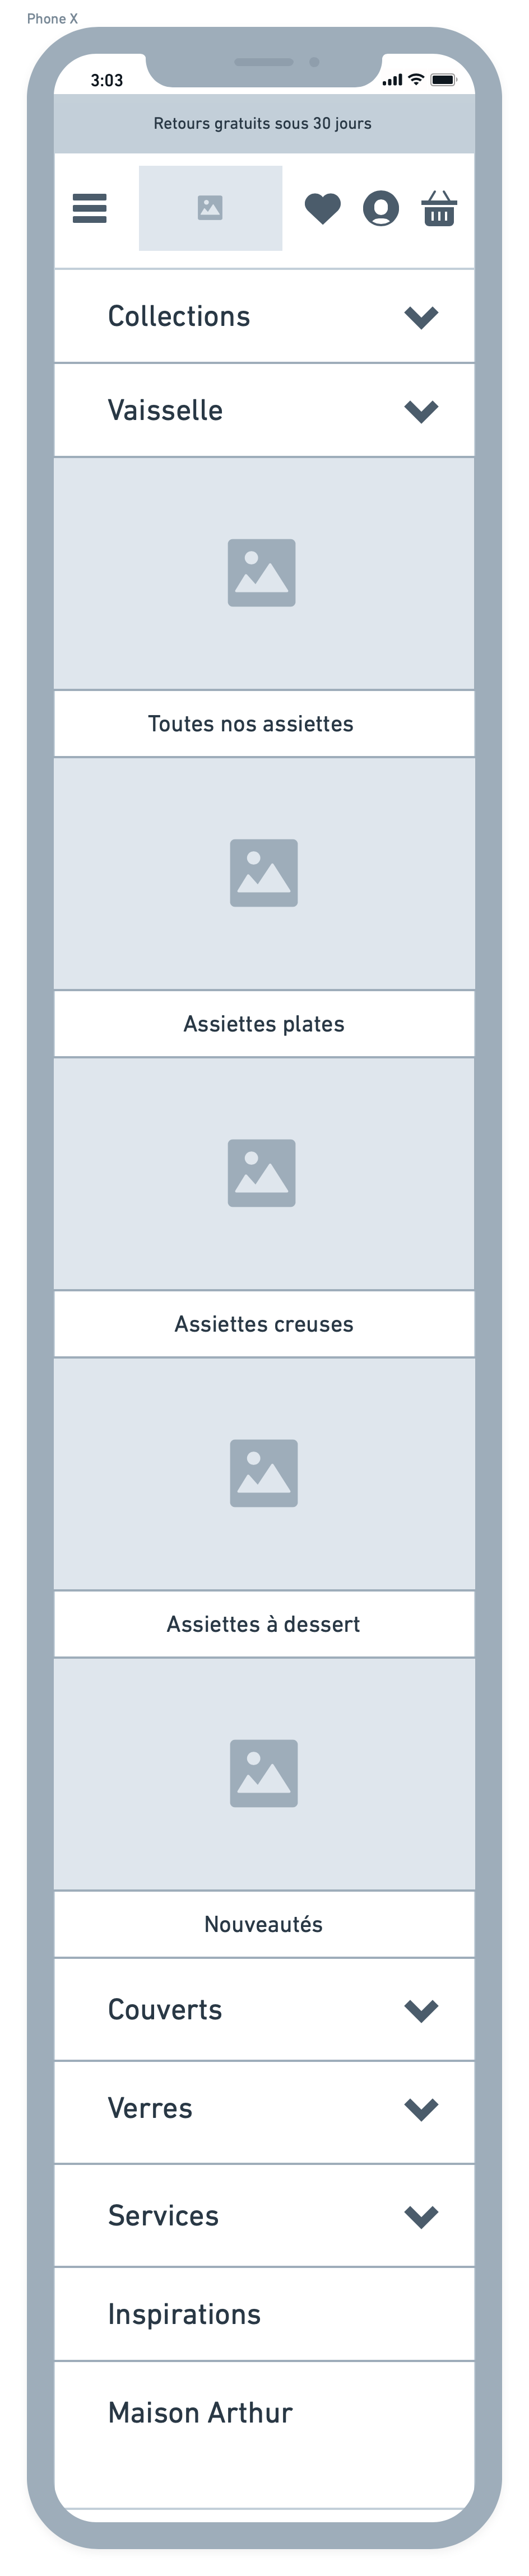 Phone X
3:03
Retours gratuits sous 30 jours
Collections
Vaisselle
Toutes nos assiettes
Assiettes plates
Assiettes creuses
Assiettes à dessert
Nouveautés
Couverts
Verres
Services
Inspirations
Maison Arthur